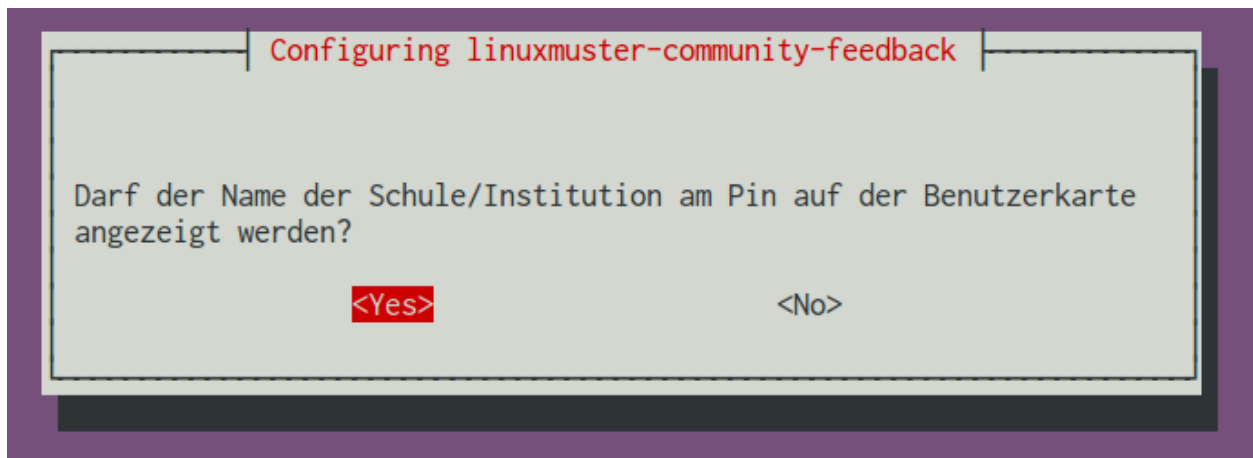 Configuring linuxmuster-community-feedback
Darf der Name der Schule/Institution am Pin auf der Benutzerkarte
angezeigt werden?
<Yes> <No>